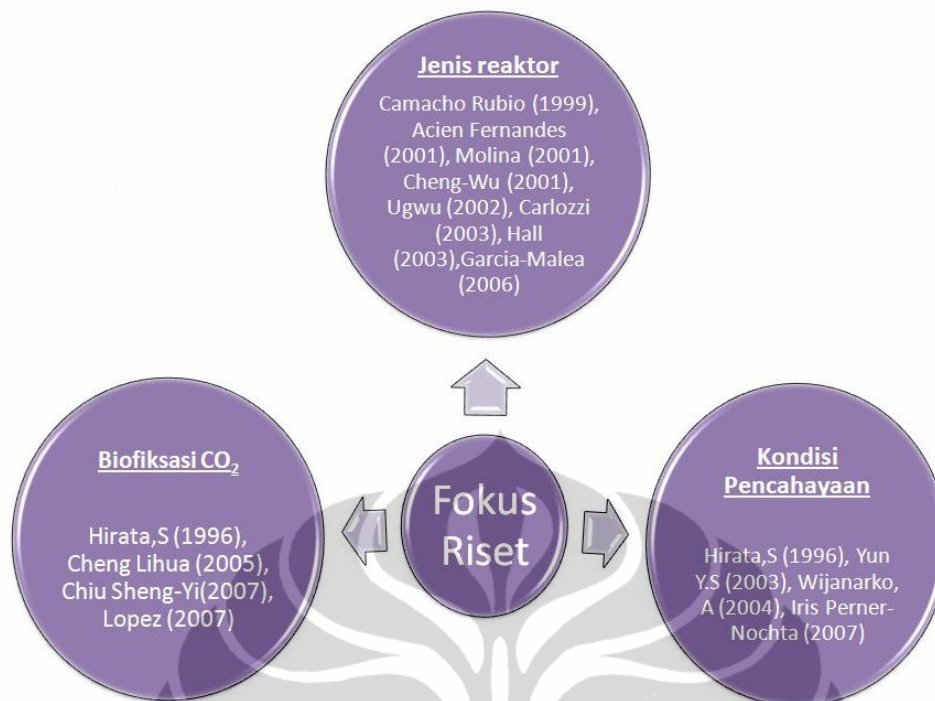 Jenis reaktor
Camacho Rubio (1999),
Acien Fernandes
(2001), Molina (2001),
Cheng-Wu (2001),
Ugwu (2002), Carlozzi
(2003), Hall
(2003),Garcia-Malea
(2006)
Biofiksasi CO₂
Hirata,S (1996),
Cheng Lihua (2005),
Chiu Sheng-Yi(2007),
Lopez (2007)
Fokus
Riset
Kondisi
Pencahayaan
Hirata,S (1996), Yun
Y.S (2003), Wijanarko,
A (2004), Iris Perner-
Nochta (2007)